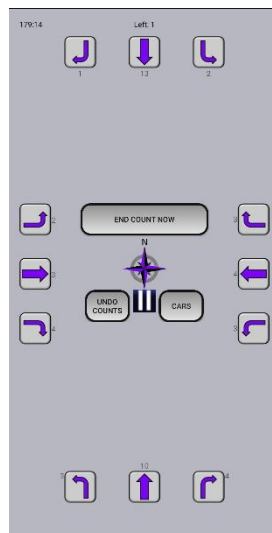 179:14
Left: 1
1
13
2
END COUNT NOW
N
UNDO
COUNTS
CARS
10
4